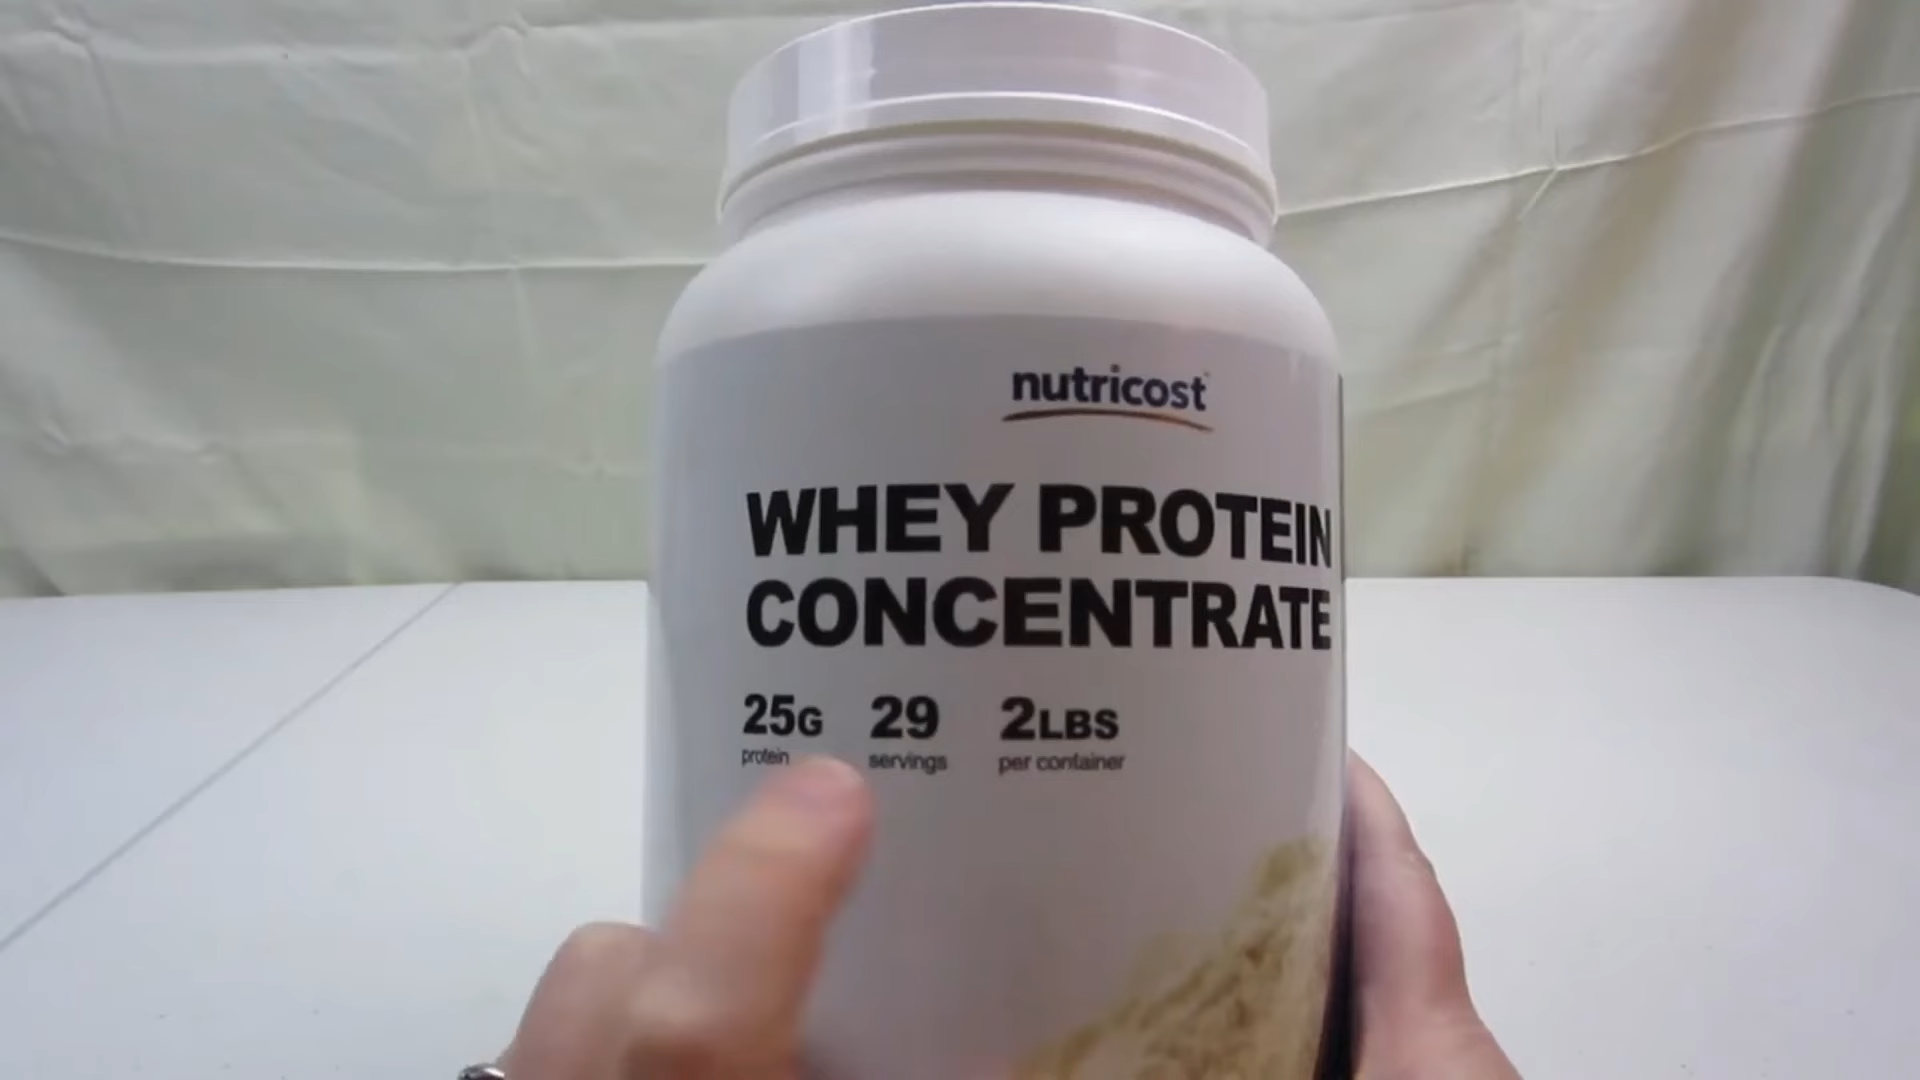 nutricost
WHEY PROTEIN
CONCENTRATE
25G 29 2LBS
protein servings per container